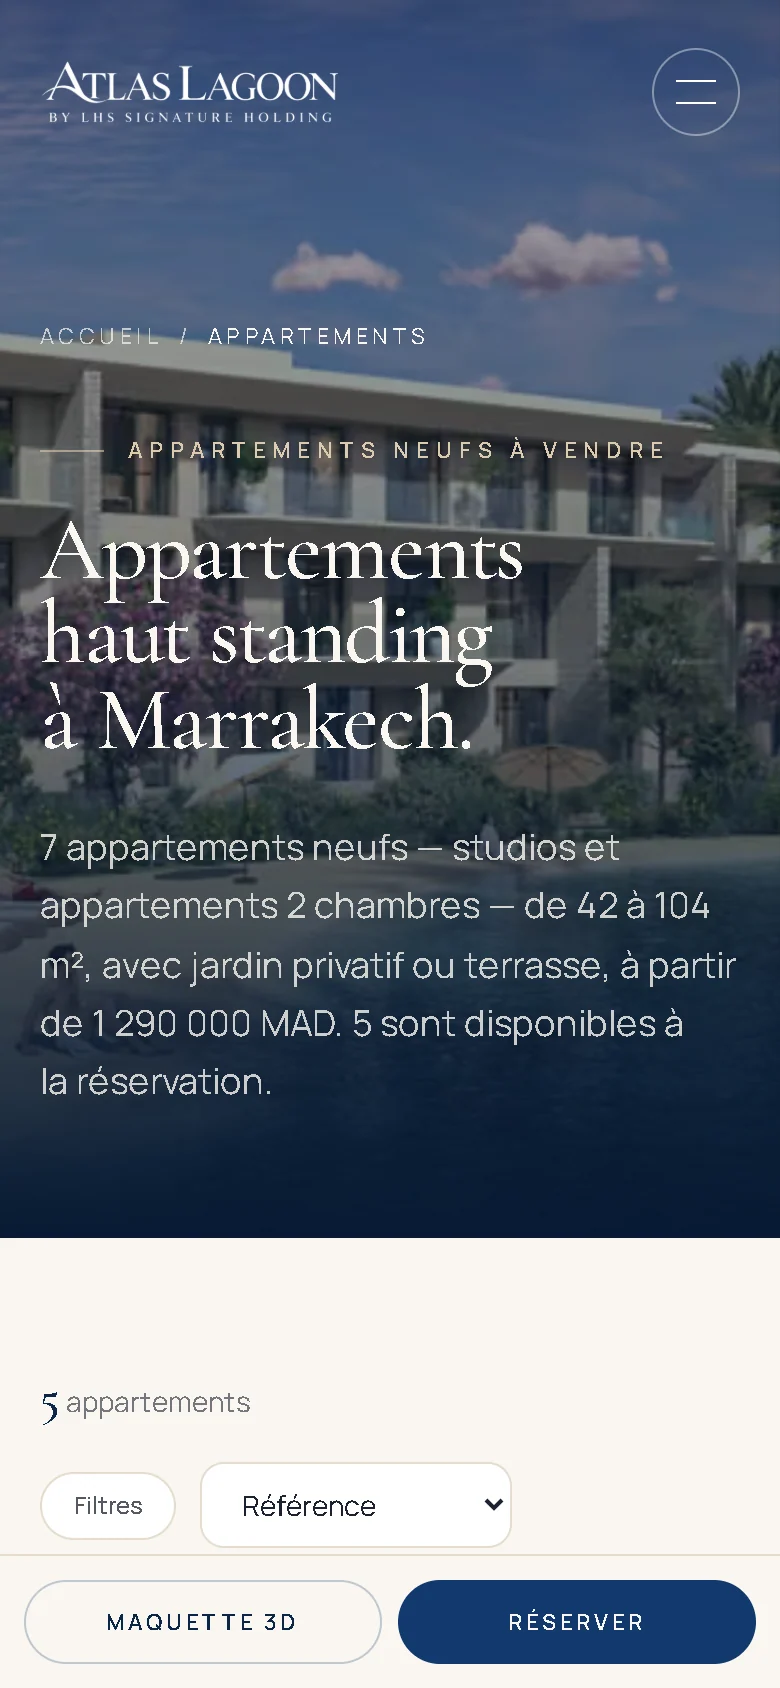 ATLAS LAGOON
BY LHS SIGNATURE HOLDING
ACCUEIL / APPARTEMENTS
APPARTEMENTS NEUFS À VENDRE
Appartements
haut standing
à Marrakech.
7 appartements neufs — studios et
appartements 2 chambres — de 42 à 104
m², avec jardin privatif ou terrasse, à partir
de 1 290 000 MAD. 5 sont disponibles à
la réservation.
5 appartements
Filtres
Référence
MAQUETTE 3D
RÉSERVER